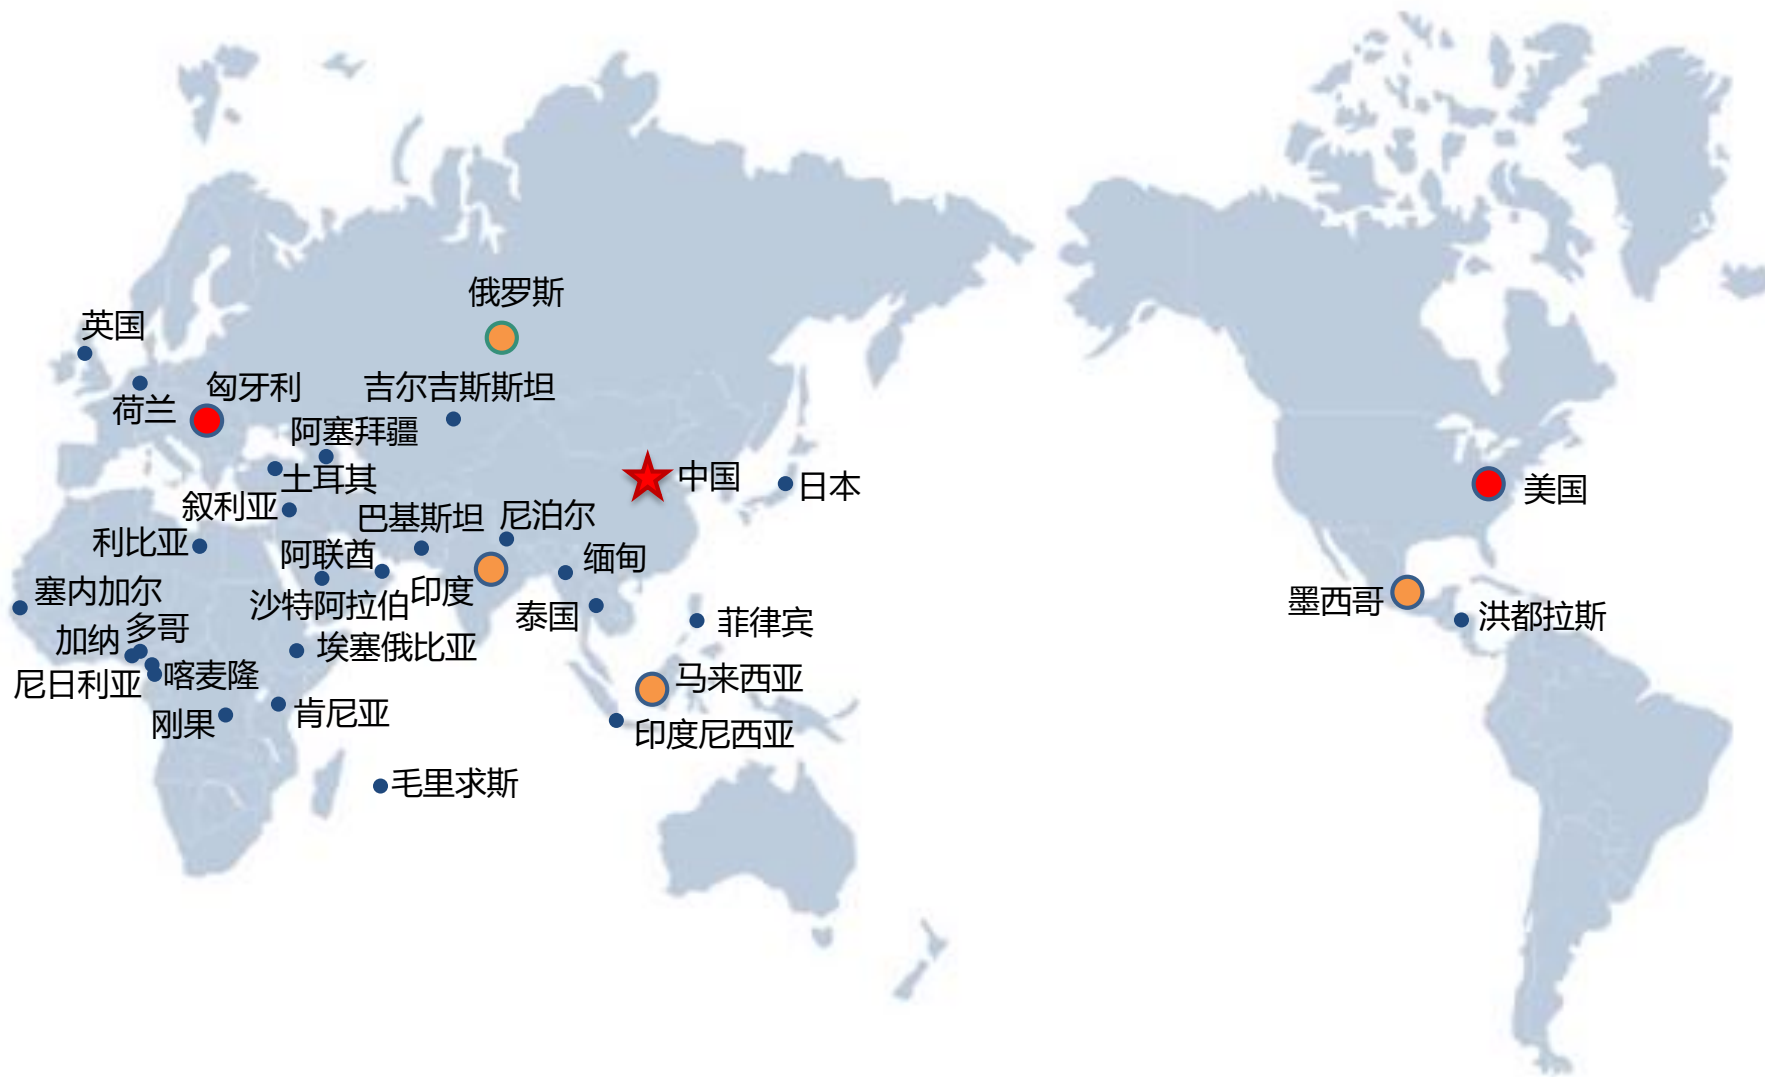 俄罗斯
英国
匈牙利
吉尔吉斯斯坦
荷兰
阿塞拜疆
土耳其
中国
日本
美国
叙利亚
巴基斯坦
尼泊尔
利比亚
阿联酋
缅甸
塞内加尔
沙特阿拉伯
印度
泰国
墨西哥
洪都拉斯
多哥
加纳
菲律宾
埃塞俄比亚
尼日利亚
喀麦隆
马来西亚
刚果
肯尼亚
印度尼西亚
毛里求斯